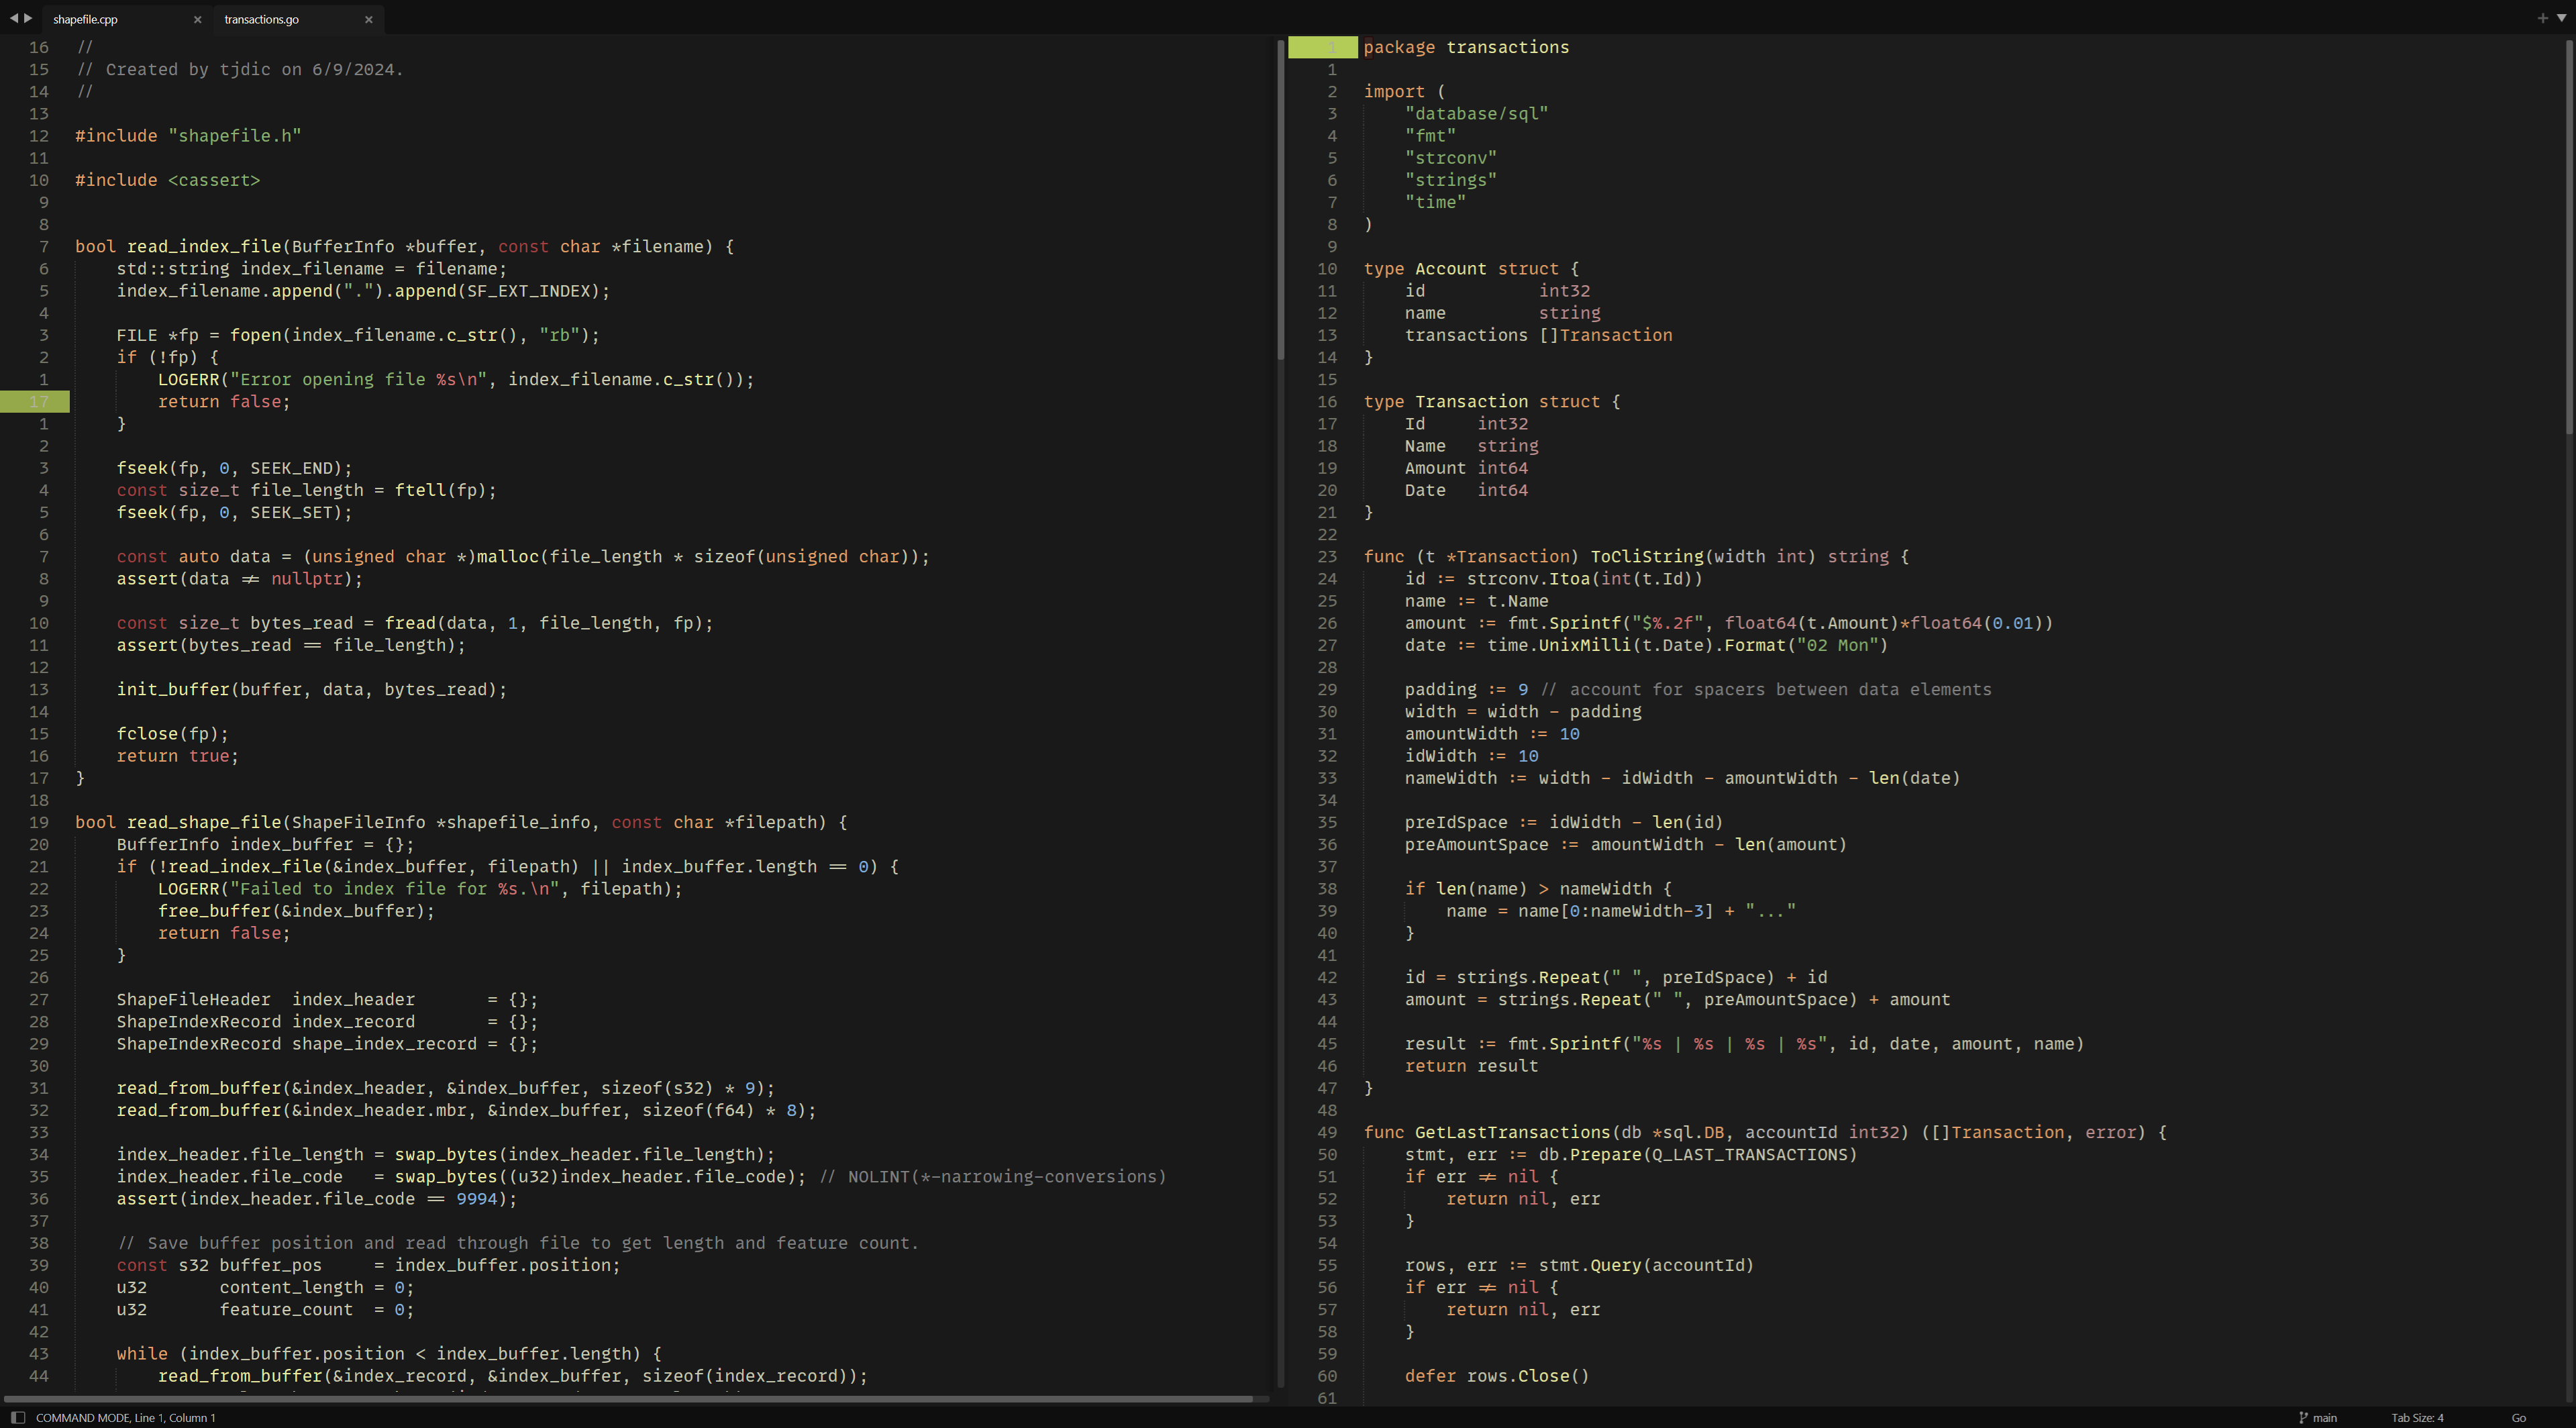 shapefile.cpp × transactions.go ×
16 //
15 // Created by tjdic on 6/9/2024.
14 //
13
12 #include "shapefile.h"
11
10 #include <cassert>
9
8
7 bool read_index_file(BufferInfo *buffer, const char *filename) {
6     std::string index_filename = filename;
5     index_filename.append(".").append(SF_EXT_INDEX);
4
3     FILE *fp = fopen(index_filename.c_str(), "rb");
2     if (!fp) {
1         LOGERR("Error opening file %s\n", index_filename.c_str());
17         return false;
1     }
2
3     fseek(fp, 0, SEEK_END);
4     const size_t file_length = ftell(fp);
5     fseek(fp, 0, SEEK_SET);
6
7     const auto data = (unsigned char *)malloc(file_length * sizeof(unsigned char));
8     assert(data != nullptr);
9
10     const size_t bytes_read = fread(data, 1, file_length, fp);
11     assert(bytes_read == file_length);
12
13     init_buffer(buffer, data, bytes_read);
14
15     fclose(fp);
16     return true;
17 }
18
19 bool read_shape_file(ShapeFileInfo *shapefile_info, const char *filepath) {
20     BufferInfo index_buffer = {};
21     if (!read_index_file(&index_buffer, filepath) || index_buffer.length == 0) {
22         LOGERR("Failed to index file for %s.\n", filepath);
23         free_buffer(&index_buffer);
24         return false;
25     }
26
27     ShapeFileHeader  index_header       = {};
28     ShapeIndexRecord index_record       = {};
29     ShapeIndexRecord shape_index_record = {};
30
31     read_from_buffer(&index_header, &index_buffer, sizeof(s32) * 9);
32     read_from_buffer(&index_header.mbr, &index_buffer, sizeof(f64) * 8);
33
34     index_header.file_length = swap_bytes(index_header.file_length);
35     index_header.file_code   = swap_bytes((u32)index_header.file_code); // NOLINT(*-narrowing-conversions)
36     assert(index_header.file_code == 9994);
37
38     // Save buffer position and read through file to get length and feature count.
39     const s32 buffer_pos     = index_buffer.position;
40     u32       content_length = 0;
41     u32       feature_count  = 0;
42
43     while (index_buffer.position < index_buffer.length) {
44         read_from_buffer(&index_record, &index_buffer, sizeof(index_record));
1 package transactions
1
2 import (
3     "database/sql"
4     "fmt"
5     "strconv"
6     "strings"
7     "time"
8 )
9
10 type Account struct {
11     id           int32
12     name         string
13     transactions []Transaction
14 }
15
16 type Transaction struct {
17     Id     int32
18     Name   string
19     Amount int64
20     Date   int64
21 }
22
23 func (t *Transaction) ToCliString(width int) string {
24     id := strconv.Itoa(int(t.Id))
25     name := t.Name
26     amount := fmt.Sprintf("$%.2f", float64(t.Amount)*float64(0.01))
27     date := time.UnixMilli(t.Date).Format("02 Mon")
28
29     padding := 9 // account for spacers between data elements
30     width = width - padding
31     amountWidth := 10
32     idWidth := 10
33     nameWidth := width - idWidth - amountWidth - len(date)
34
35     preIdSpace := idWidth - len(id)
36     preAmountSpace := amountWidth - len(amount)
37
38     if len(name) > nameWidth {
39         name = name[0:nameWidth-3] + "..."
40     }
41
42     id = strings.Repeat(" ", preIdSpace) + id
43     amount = strings.Repeat(" ", preAmountSpace) + amount
44
45     result := fmt.Sprintf("%s | %s | %s | %s", id, date, amount, name)
46     return result
47 }
48
49 func GetLastTransactions(db *sql.DB, accountId int32) ([]Transaction, error) {
50     stmt, err := db.Prepare(Q_LAST_TRANSACTIONS)
51     if err != nil {
52         return nil, err
53     }
54
55     rows, err := stmt.Query(accountId)
56     if err != nil {
57         return nil, err
58     }
59
60     defer rows.Close()
61
COMMAND MODE, Line 1, Column 1
main
Tab Size: 4
Go